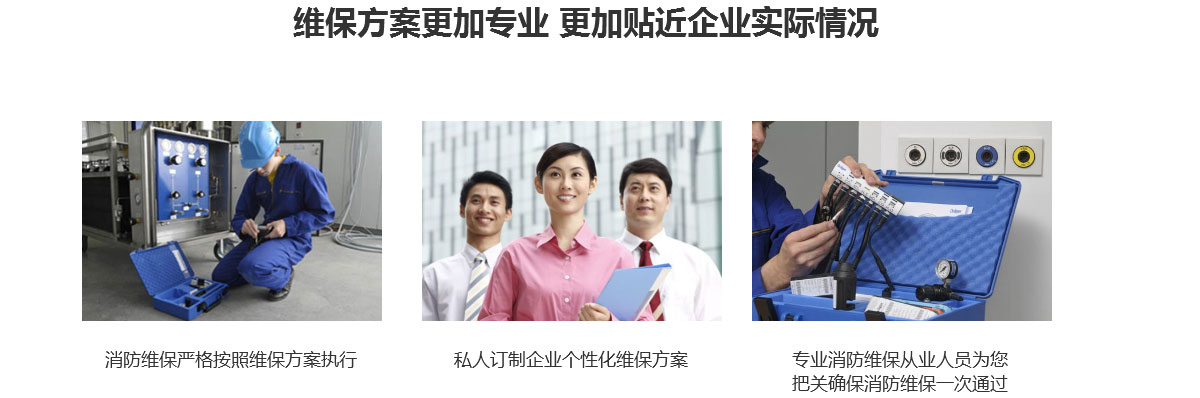 维保方案更加专业 更加贴近企业实际情况
消防维保严格按照维保方案执行
私人订制企业个性化维保方案
专业消防维保从业人员为您
把关确保消防维保一次通过